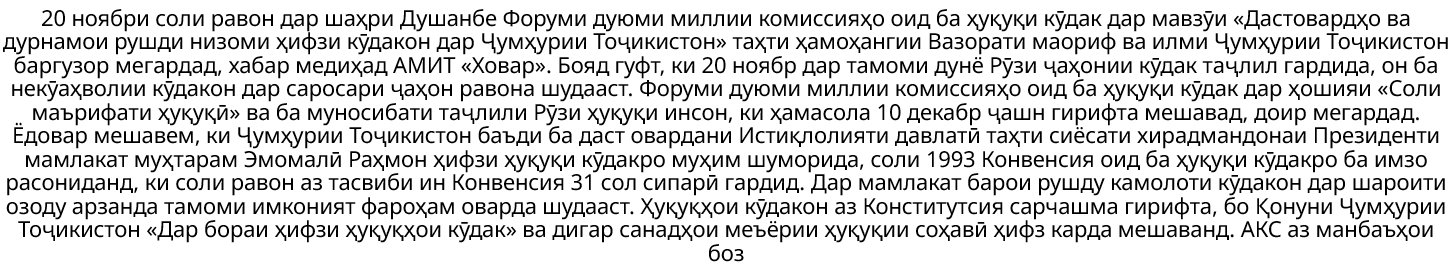 20 ноябри соли равон дар шаҳри Душанбе Форуми дуюми миллии комиссияҳо оид ба ҳуқуқи кӯдак дар мавзӯи «Дастовардҳо ва
дурнамои рушди низоми ҳифзи кӯдакон дар Ҷумҳурии Тоҷикистон» таҳти ҳамоҳангии Вазорати маориф ва илми Ҷумҳурии Тоҷикистон
баргузор мегардад, хабар медиҳад АМИТ «Ховар». Бояд гуфт, ки 20 ноябр дар тамоми дунё Рӯзи ҷаҳонии кӯдак таҷлил гардида, он ба
некӯаҳволии кӯдакон дар саросари ҷаҳон равона шудааст. Форуми дуюми миллии комиссияҳо оид ба ҳуқуқи кӯдак дар ҳошияи «Соли
маърифати ҳуқуқӣ» ва ба муносибати таҷлили Рӯзи ҳуқуқи инсон, ки ҳамасола 10 декабр ҷашн гирифта мешавад, доир мегардад.
Ёдовар мешавем, ки Ҷумҳурии Тоҷикистон баъди ба даст овардани Истиқлолияти давлатӣ таҳти сиёсати хирадмандонаи Президенти
мамлакат муҳтарам Эмомалӣ Раҳмон ҳифзи ҳуқуқи кӯдакро муҳим шуморида, соли 1993 Конвенсия оид ба ҳуқуқи кӯдакро ба имзо
расониданд, ки соли равон аз тасвиби ин Конвенсия 31 сол сипарӣ гардид. Дар мамлакат барои рушду камолоти кӯдакон дар шароити
озоду арзанда тамоми имконият фароҳам оварда шудааст. Ҳуқуқҳои кӯдакон аз Конститутсия сарчашма гирифта, бо Қонуни Ҷумҳурии
Тоҷикистон «Дар бораи ҳифзи ҳуқуқҳои кӯдак» ва дигар санадҳои меъёрии ҳуқуқии соҳавӣ ҳифз карда мешаванд. АКС аз манбаъҳои
боз